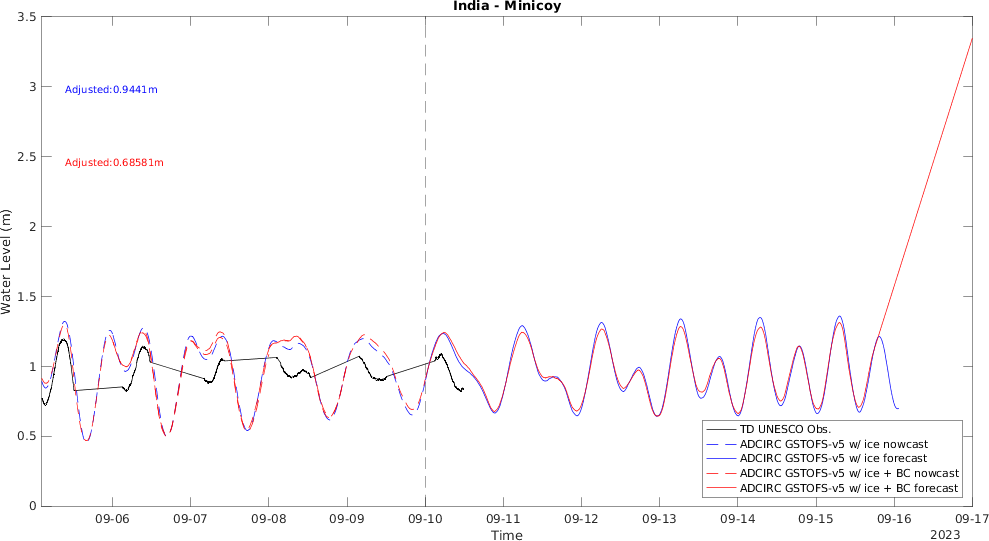 India - Minicoy
3.5
3
2.5
2
1.5
1
0.5
0
Water Level (m)
Adjusted:0.9441m
Adjusted:0.68581m
TD UNESCO Obs.
ADCIRC GSTOFS-v5 w/ ice nowcast
ADCIRC GSTOFS-v5 w/ ice forecast
ADCIRC GSTOFS-v5 w/ ice + BC nowcast
ADCIRC GSTOFS-v5 w/ ice + BC forecast
09-06 09-07 09-08 09-09 09-10 09-11 09-12 09-13 09-14 09-15 09-16 09-17
Time
2023